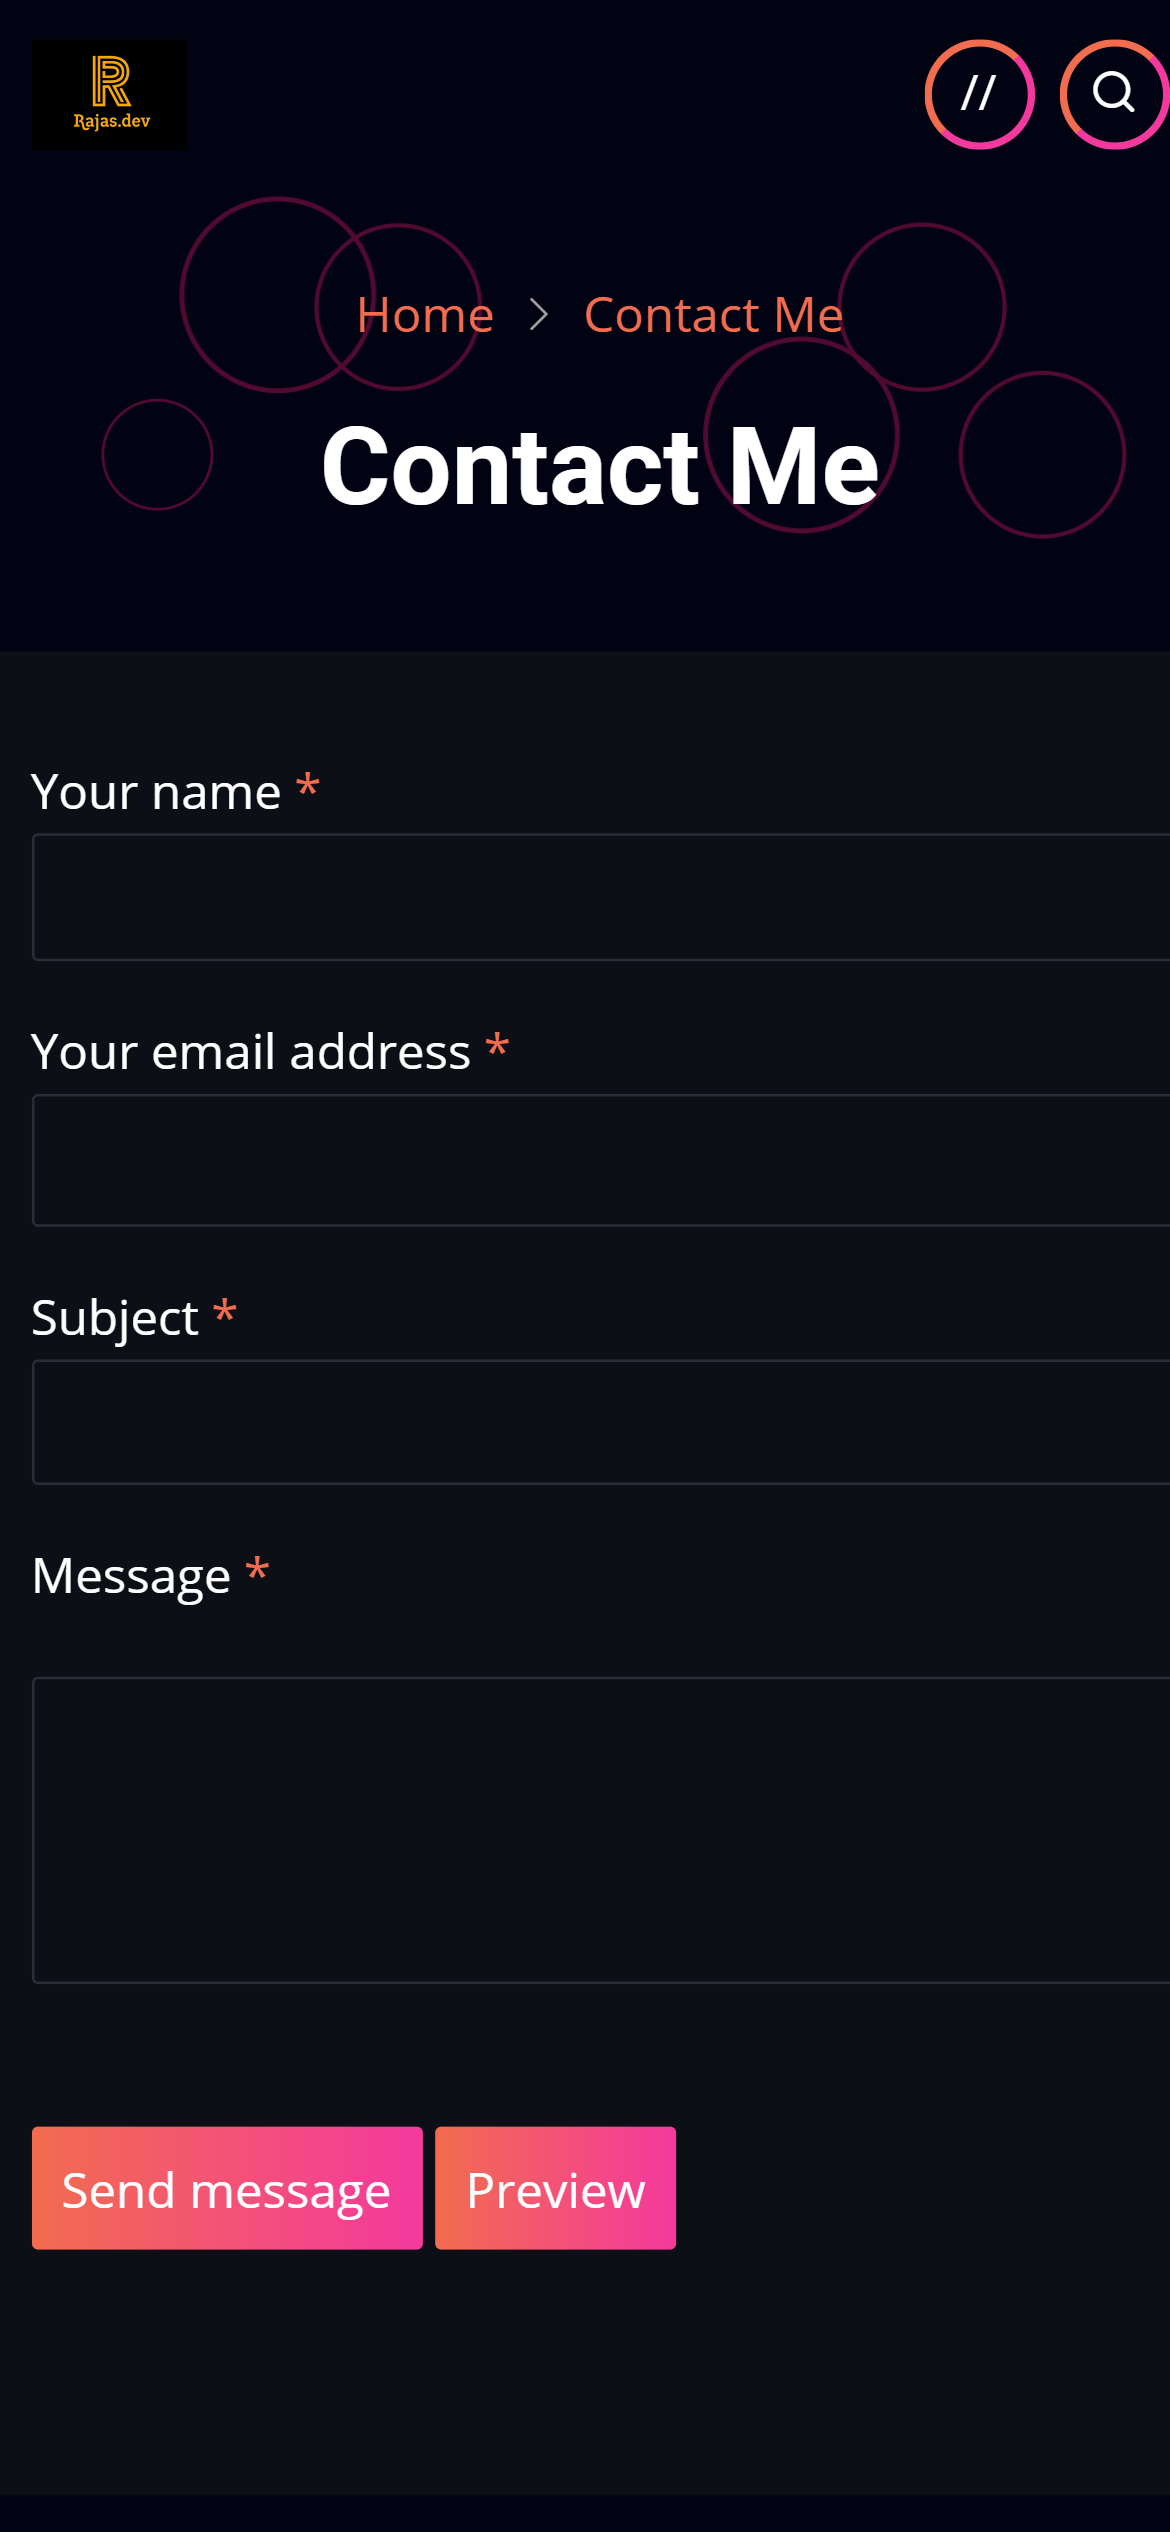 R
Rajas.dev
//
Home
Contact Me
Contact Me
Your name *
Your email address *
Subject *
Message *
Send message
Preview